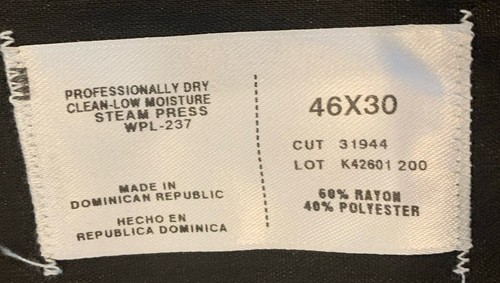 PROFESSIONALLY DRY
CLEAN-LOW MOISTURE
STEAM PRESS
WPL-237
MADE IN
DOMINICAN REPUBLIC
HECHO EN
REPUBLICA DOMINICA
46X30
CUT 31944
LOT K42601 200
60% RAYON
40% POLYESTER